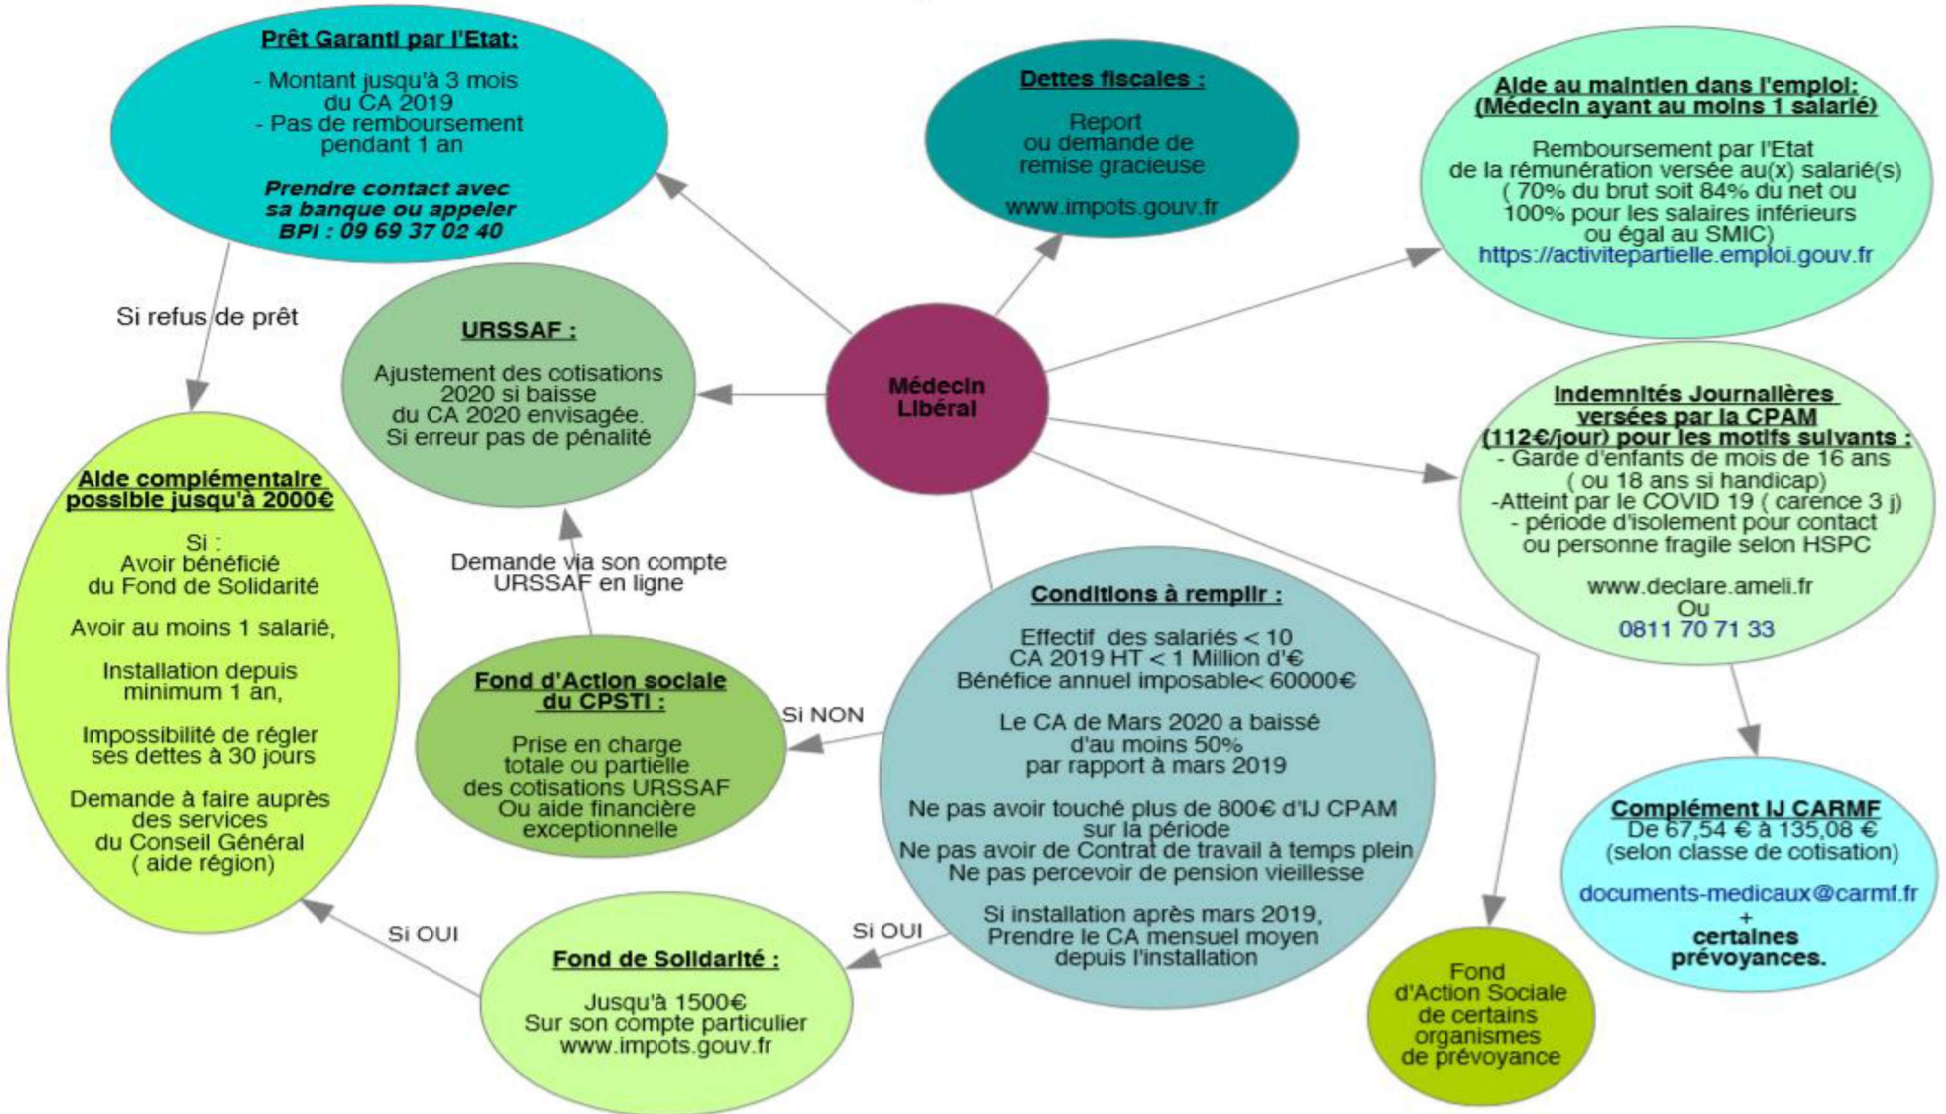 Prêt Garanti par l'Etat:
- Montant jusqu'à 3 mois
du CA 2019
- Pas de remboursement
pendant 1 an
Prendre contact avec
sa banque ou appeler
BPI : 09 69 37 02 40
Dettes fiscales :
Report
ou demande de
remise gracieuse
www.impots.gouv.fr
Aide au maintien dans l'emploi:
(Médecin ayant au moins 1 salarié)
Remboursement par l'Etat
de la rémunération versée au(x) salarié(s)
( 70% du brut soit 84% du net ou
100% pour les salaires inférieurs
ou égal au SMIC)
https://activitepartielle.emploi.gouv.fr
Si refus de prêt
URSSAF :
Ajustement des cotisations
2020 si baisse
du CA 2020 envisagée.
Si erreur pas de pénalité
Médecin
Libéral
Indemnités Journalières
versées par la CPAM
(112€/jour) pour les motifs suivants :
- Garde d'enfants de mois de 16 ans
( ou 18 ans si handicap)
-Atteint par le COVID 19 ( carence 3 j)
- période d'isolement pour contact
ou personne fragile selon HSPC
www.declare.ameli.fr
Ou
0811 70 71 33
Aide complémentaire
possible jusqu'à 2000€
Si :
Avoir bénéficié
du Fond de Solidarité
Avoir au moins 1 salarié,
Installation depuis
minimum 1 an,
Impossibilité de régler
ses dettes à 30 jours
Demande à faire auprès
des services
du Conseil Général
( aide région)
Demande via son compte
URSSAF en ligne
Fond d'Action sociale
du CPSTI :
Prise en charge
totale ou partielle
des cotisations URSSAF
Ou aide financière
exceptionnelle
Si NON
Conditions à remplir :
Effectif des salariés < 10
CA 2019 HT < 1 Million d'€
Bénéfice annuel imposable< 60000€
Le CA de Mars 2020 a baissé
d'au moins 50%
par rapport à mars 2019
Ne pas avoir touché plus de 800€ d'IJ CPAM
sur la période
Ne pas avoir de Contrat de travail à temps plein
Ne pas percevoir de pension vieillesse
Si installation après mars 2019,
Prendre le CA mensuel moyen
depuis l'installation
Si OUI
Si OUI
Fond de Solidarité :
Jusqu'à 1500€
Sur son compte particulier
www.impots.gouv.fr
Complément IJ CARMF
De 67,54 € à 135,08 €
(selon classe de cotisation)
documents-medicaux@carmf.fr
+
certaines
prévoyances.
Fond
d'Action Sociale
de certains
organismes
de prévoyance